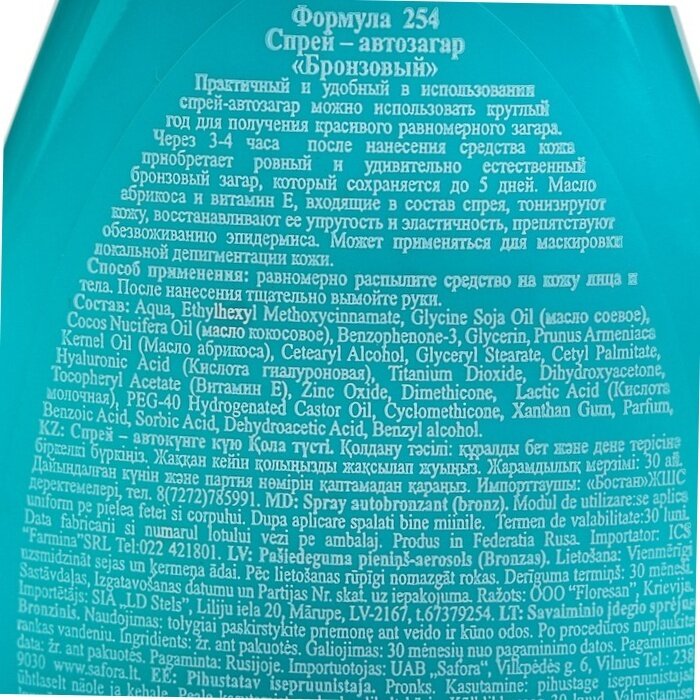 Формула 254
Спрей – автозагар
«Бронзовый»
Практичный и удобный в использовании
спрей-автозагар можно использовать круглый
год для получения красивого равномерного загара.
Через 3-4 часа после нанесения средства кожа
приобретает ровный и удивительно естественный
бронзовый загар, который сохраняется до 5 дней. Масло
абрикоса и витамин Е, входящие в состав спрея, тонизируют
кожу, восстанавливают ее упругость и эластичность, препятствуют
обезвоживанию эпидермиса. Может применяться для маскировки
локальной депигментации кожи.
Способ применения: равномерно распылите средство на кожу лица и
тела. После нанесения тщательно вымойте руки.
Состав: Aqua, Ethylhexyl Methoxycinnamate, Glycine Soja Oil (масло соевое),
Cocos Nucifera Oil (масло кокосовое), Benzophenone-3, Glycerin, Prunus Armeniaca
Kernel Oil (Масло абрикоса), Cetearyl Alcohol, Glyceryl Stearate, Cetyl Palmitate,
Hyaluronic Acid (Кислота гиалуроновая), Titanium Dioxide, Dihydroxyacetone,
Tocopheryl Acetate (Витамин Е), Zinc Oxide, Dimethicone, Lactic Acid (Кислота
молочная), PEG-40 Hydrogenated Castor Oil, Cyclomethicone, Xanthan Gum, Parfum,
Benzoic Acid, Sorbic Acid, Dehydroacetic Acid, Benzyl alcohol.
KZ: Спрей – автокүнге күю Қола түсті. Қолдану тәсілі: құралды бет және дене терісіне
біркелкі бүркіңіз. Жаққан кейін қолыңызды жақсылап жуыңыз. Жарамдылық мерзімі: 30 ай.
Дайындалған күнін және партия нөмірін қаптамадан қараңыз. Импорттаушы: «Бостан»ЖШС
деректемелері, тел. 8(7272)785991. MD: Spray autobronzant (bronz). Modul de utilizare:se aplica
uniform pe pielea fetei si corpului. Dupa aplicare spalati bine miinile. Termen de valabilitate:30 luni.
Data fabricarii si numarul lotului vezi pe ambalaj. Produs in Federatia Rusa. Importator: ICS
"Farmina"SRL Tel:022 421801. LV: Pašiedeguma pieniņš-aerosols (Bronzas). Lietošana: Vienmērīgi
uzsmidzināt sejas un ķermeņa ādai. Pēc lietošanas rūpīgi nomazgāt rokas. Derīguma termiņš: 30 mēneši.
Sastāvdaļas, Izgatavošanas datumu un Partijas Nr. skat. uz iepakojuma. Ražots: OOO "Floresan", Krievija.
Importētājs: SIA „LD Stels", Liliju iela 20, Mārupe, LV-2167, t.67379254. LT: Savaiminio įdegio sprėjus
Bronzinis. Naudojimas: tolygiai paskirstykite priemonę ant veido ir kūno odos. Po procedūros nuplaukite
rankas vandeniu. Ingridients: žr. ant pakuotės. Galiojimas: 30 mėnesių nuo pagaminimo datos. Pagaminimo
data: žr. ant pakuotės. Pagaminta: Rusijoje. Importuotojas: UAB „Safora", Vilkpėdės g. 6, Vilnius Tel.: 238
9030 www.safora.lt. EE: Pihustatav isepruunistaja. Pronks. Kasutamine: pihustage isepruunistajat
ühtlaselt näole ja kehale.